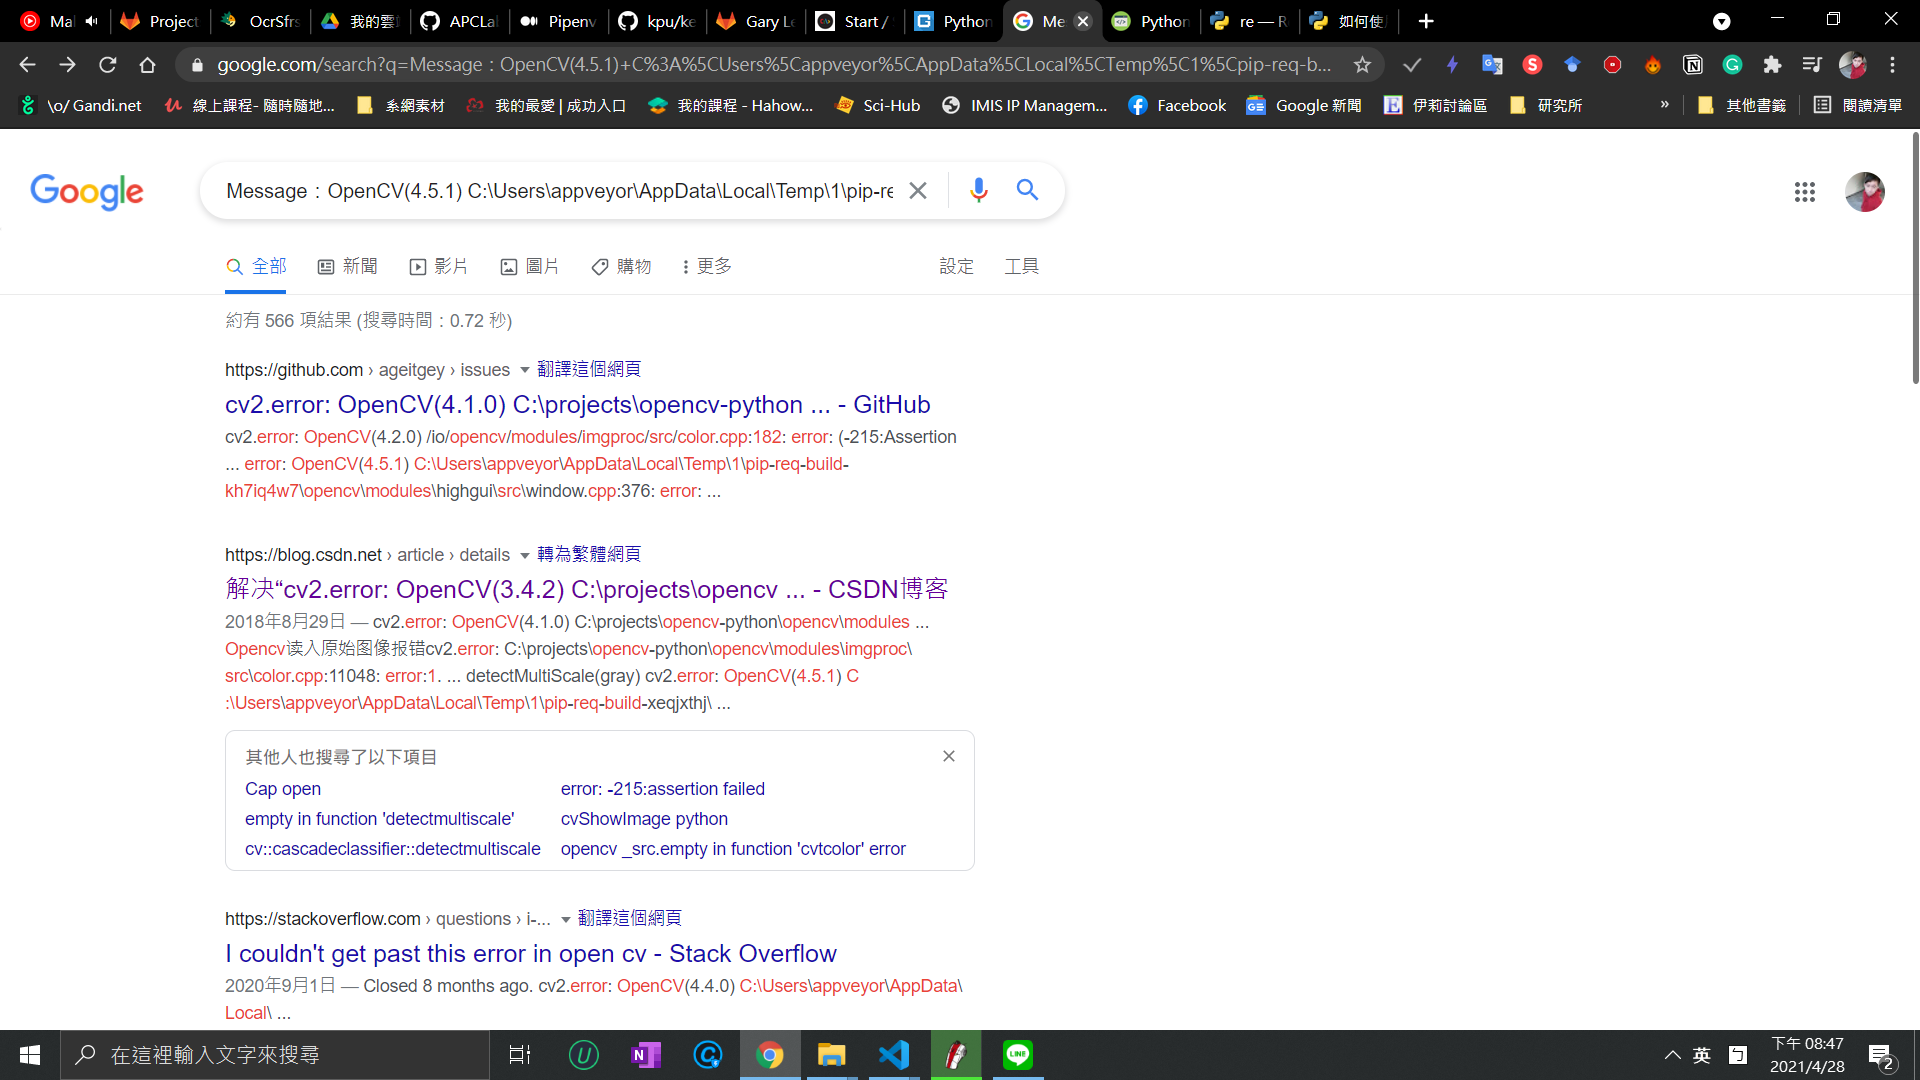 Mal
Project
OcrSfrs
我的雲
APCLa
Pipenv
kpu/ke
Gary Le
Start /
Python
Me
Python
re — R
如何使
google.com/search?q=Message：OpenCV(4.5.1)+C%3A%5CUsers%5Cappveyor%5CAppData%5CLocal%5CTemp%5C1%5Cpip-req-b...
\o/ Gandi.net
線上課程- 隨時隨地...
系網素材
我的最愛 | 成功入口
我的課程 - Hahow...
Sci-Hub
IMIS IP Managem...
Facebook
Google 新聞
伊莉討論區
研究所
»
其他書籤
閱讀清單
Google
Message：OpenCV(4.5.1) C:\Users\appveyor\AppData\Local\Temp\1\pip-re
全部
新聞
影片
圖片
購物
更多
設定
工具
約有 566 項結果 (搜尋時間：0.72 秒)
https://github.com › ageitgey › issues 翻譯這個網頁
cv2.error: OpenCV(4.1.0) C:\projects\opencv-python ... - GitHub
cv2.error: OpenCV(4.2.0) /io/opencv/modules/imgproc/src/color.cpp:182: error: (-215:Assertion
... error: OpenCV(4.5.1) C:\Users\appveyor\AppData\Local\Temp\1\pip-req-build-
kh7iq4w7\opencv\modules\highgui\src\window.cpp:376: error: ...
https://blog.csdn.net › article › details 轉為繁體網頁
解决“cv2.error: OpenCV(3.4.2) C:\projects\opencv ... - CSDN博客
2018年8月29日 — cv2.error: OpenCV(4.1.0) C:\projects\opencv-python\opencv\modules ...
Opencv读入原始图像报错cv2.error: C:\projects\opencv-python\opencv\modules\imgproc\
src\color.cpp:11048: error:1. ... detectMultiScale(gray) cv2.error: OpenCV(4.5.1) C
:\Users\appveyor\AppData\Local\Temp\1\pip-req-build-xeqjxthj\ ...
其他人也搜尋了以下項目
Cap open
error: -215:assertion failed
empty in function 'detectmultiscale'
cvShowImage python
cv::cascadeclassifier::detectmultiscale
opencv _src.empty in function 'cvtcolor' error
https://stackoverflow.com › questions › i-... 翻譯這個網頁
I couldn't get past this error in open cv - Stack Overflow
2020年9月1日 — Closed 8 months ago. cv2.error: OpenCV(4.4.0) C:\Users\appveyor\AppData\
Local\ ...
在這裡輸入文字來搜尋
LINE
英
下午 08:47
2021/4/28
2